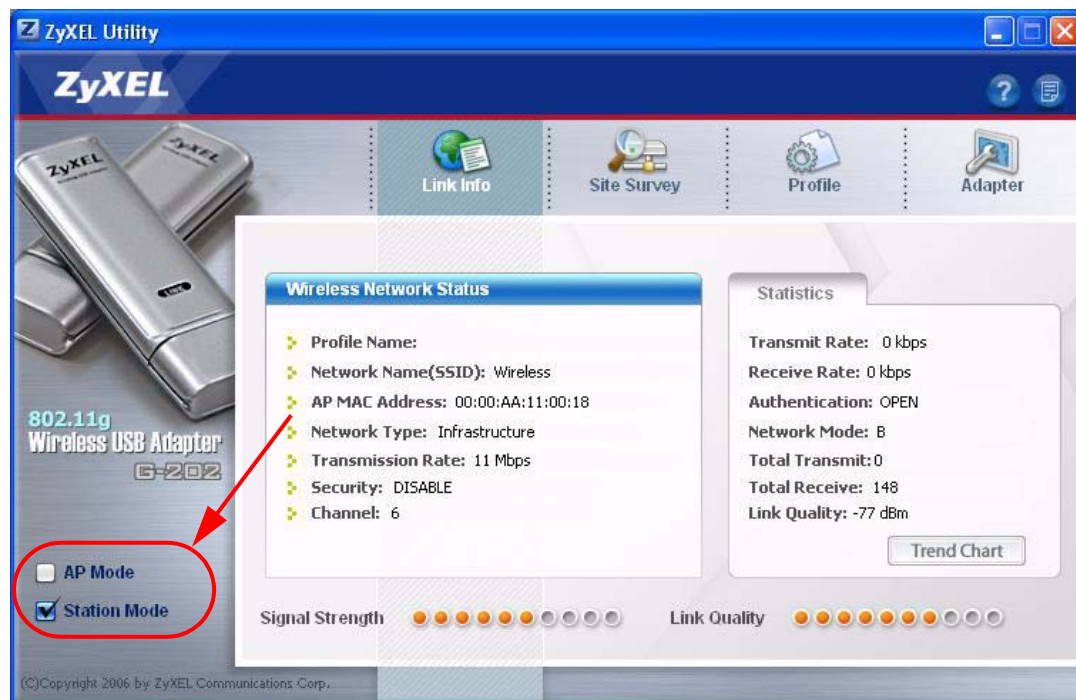 ZyXEL Utility
ZyXEL
ZyXEL
ZyXEL
LINK
Link Info
Site Survey
Profile
Adapter
802.11g
Wireless USB Adapter
G-202
AP Mode
Station Mode
Wireless Network Status
Profile Name:
Network Name(SSID): Wireless
AP MAC Address: 00:00:AA:11:00:18
Network Type: Infrastructure
Transmission Rate: 11 Mbps
Security: DISABLE
Channel: 6
Statistics
Transmit Rate: 0 kbps
Receive Rate: 0 kbps
Authentication: OPEN
Network Mode: B
Total Transmit: 0
Total Receive: 148
Link Quality: -77 dBm
Trend Chart
Signal Strength
Link Quality
(C)Copyright 2006 by ZyXEL Communications Corp.